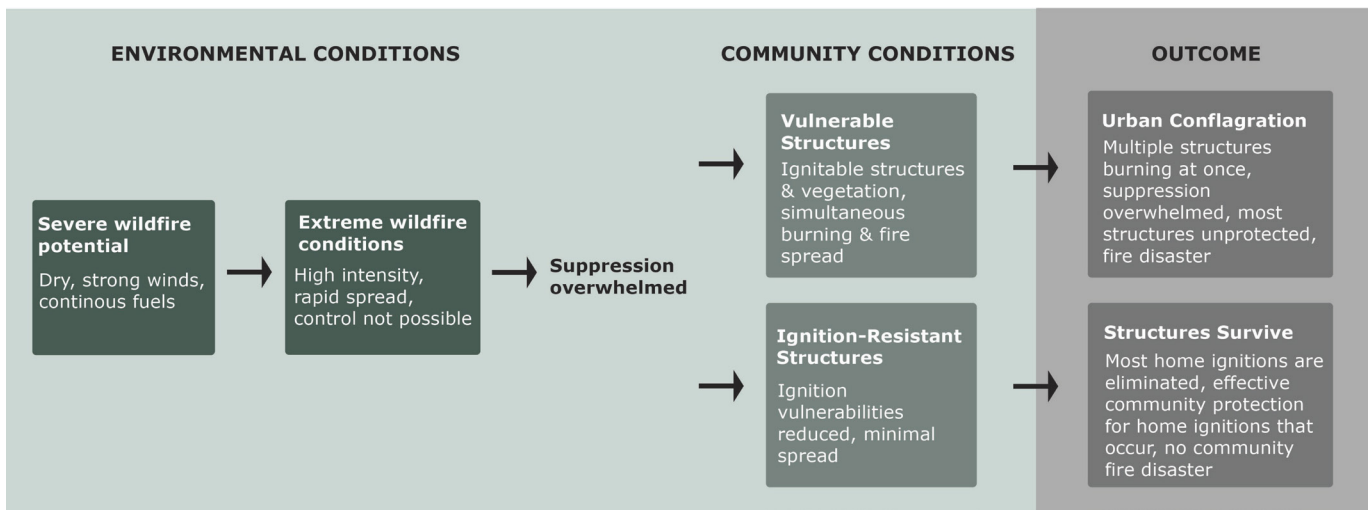 ENVIRONMENTAL CONDITIONS
COMMUNITY CONDITIONS
OUTCOME
Severe wildfire
potential
Dry, strong winds,
continous fuels
Extreme wildfire
conditions
High intensity,
rapid spread,
control not possible
Suppression
overwhelmed
Vulnerable
Structures
Ignitable structures
& vegetation,
simultaneous
burning & fire
spread
Urban Conflagration
Multiple structures
burning at once,
suppression
overwhelmed, most
structures unprotected,
fire disaster
Ignition-Resistant
Structures
Ignition
vulnerabilities
reduced, minimal
spread
Structures Survive
Most home ignitions are
eliminated, effective
community protection
for home ignitions that
occur, no community
fire disaster